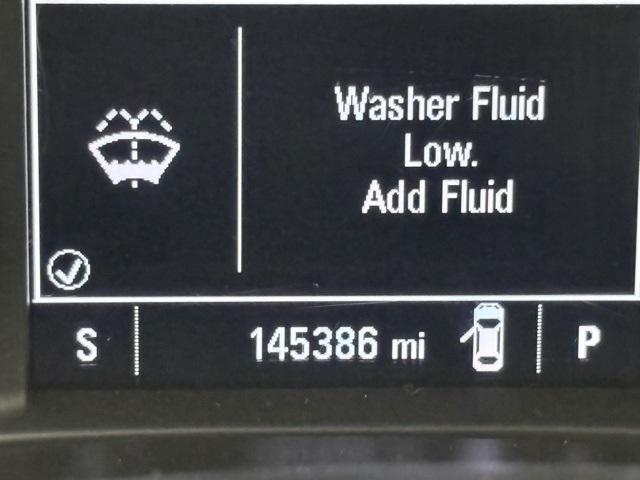 Washer Fluid
Low.
Add Fluid
S 145386 mi P